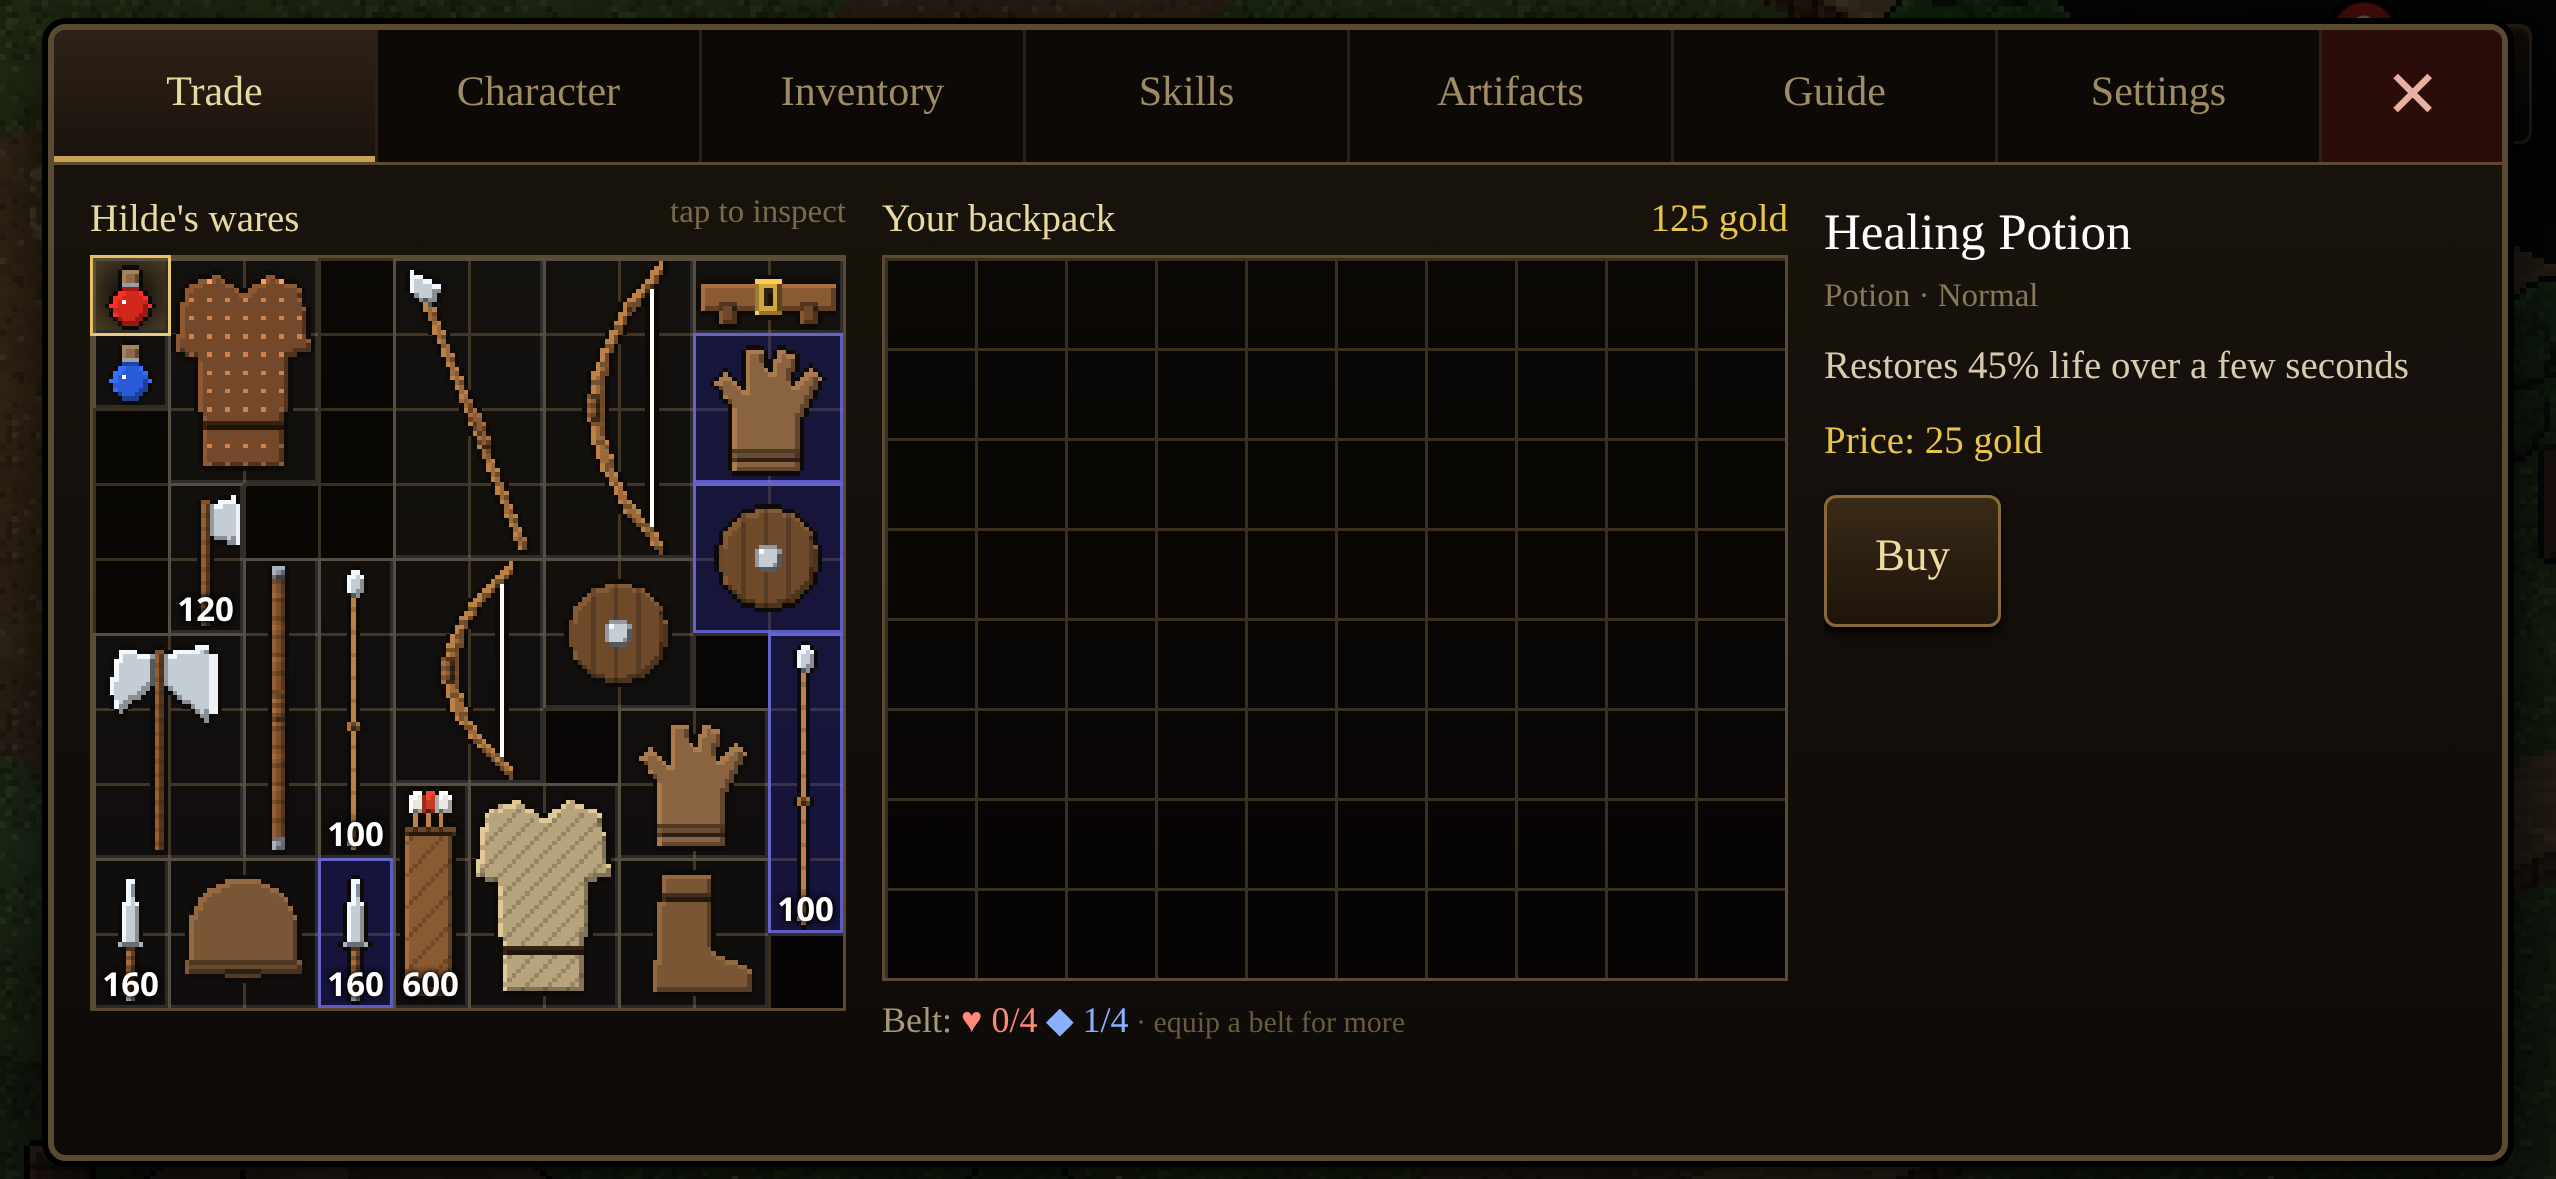 Trade Character Inventory Skills Artifacts Guide Settings ✕
Hilde's wares tap to inspect
120
100
100
160 160 600
Your backpack 125 gold
Belt: ♥ 0/4 ◆ 1/4 · equip a belt for more
Healing Potion
Potion · Normal
Restores 45% life over a few seconds
Price: 25 gold
Buy